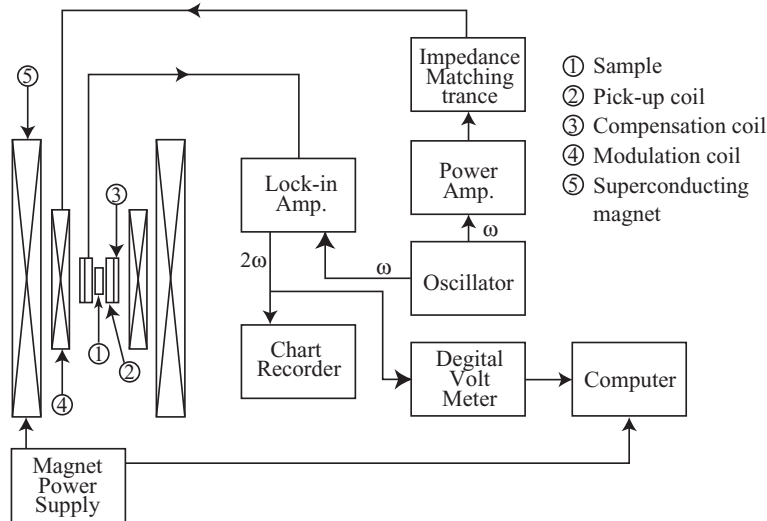 Impedance
Matching
trance
① Sample
② Pick-up coil
③ Compensation coil
④ Modulation coil
⑤ Superconducting
magnet
⑤
③
Lock-in
Amp.
Power
Amp.
ω
2ω
ω
Oscillator
①
②
④
Chart
Recorder
Degital
Volt
Meter
Computer
Magnet
Power
Supply